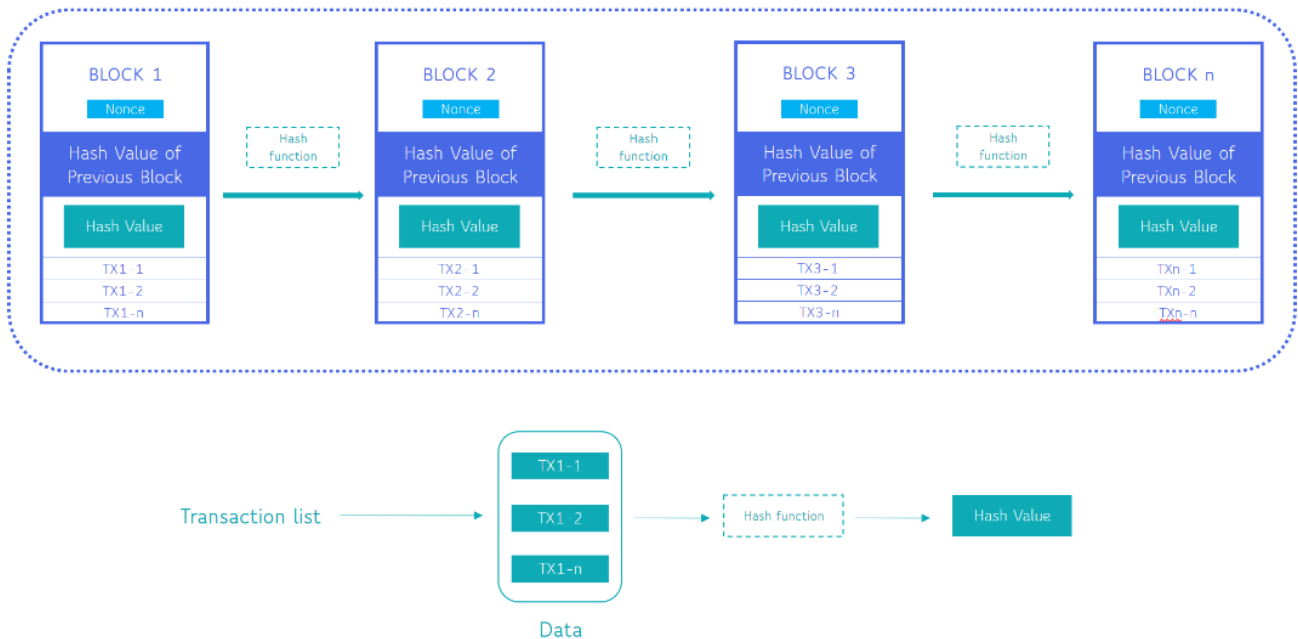 BLOCK 1
Nonce
Hash Value of
Previous Block
Hash Value
TX1-1
TX1-2
TX1-n
Hash
function
BLOCK 2
Nonce
Hash Value of
Previous Block
Hash Value
TX2-1
TX2-2
TX2-n
Hash
function
BLOCK 3
Nonce
Hash Value of
Previous Block
Hash Value
TX3-1
TX3-2
TX3-n
Hash
function
BLOCK n
Nonce
Hash Value of
Previous Block
Hash Value
TXn-1
TXn-2
TXn-n
Transaction list
TX1-1
TX1-2
TX1-n
Data
Hash function
Hash Value